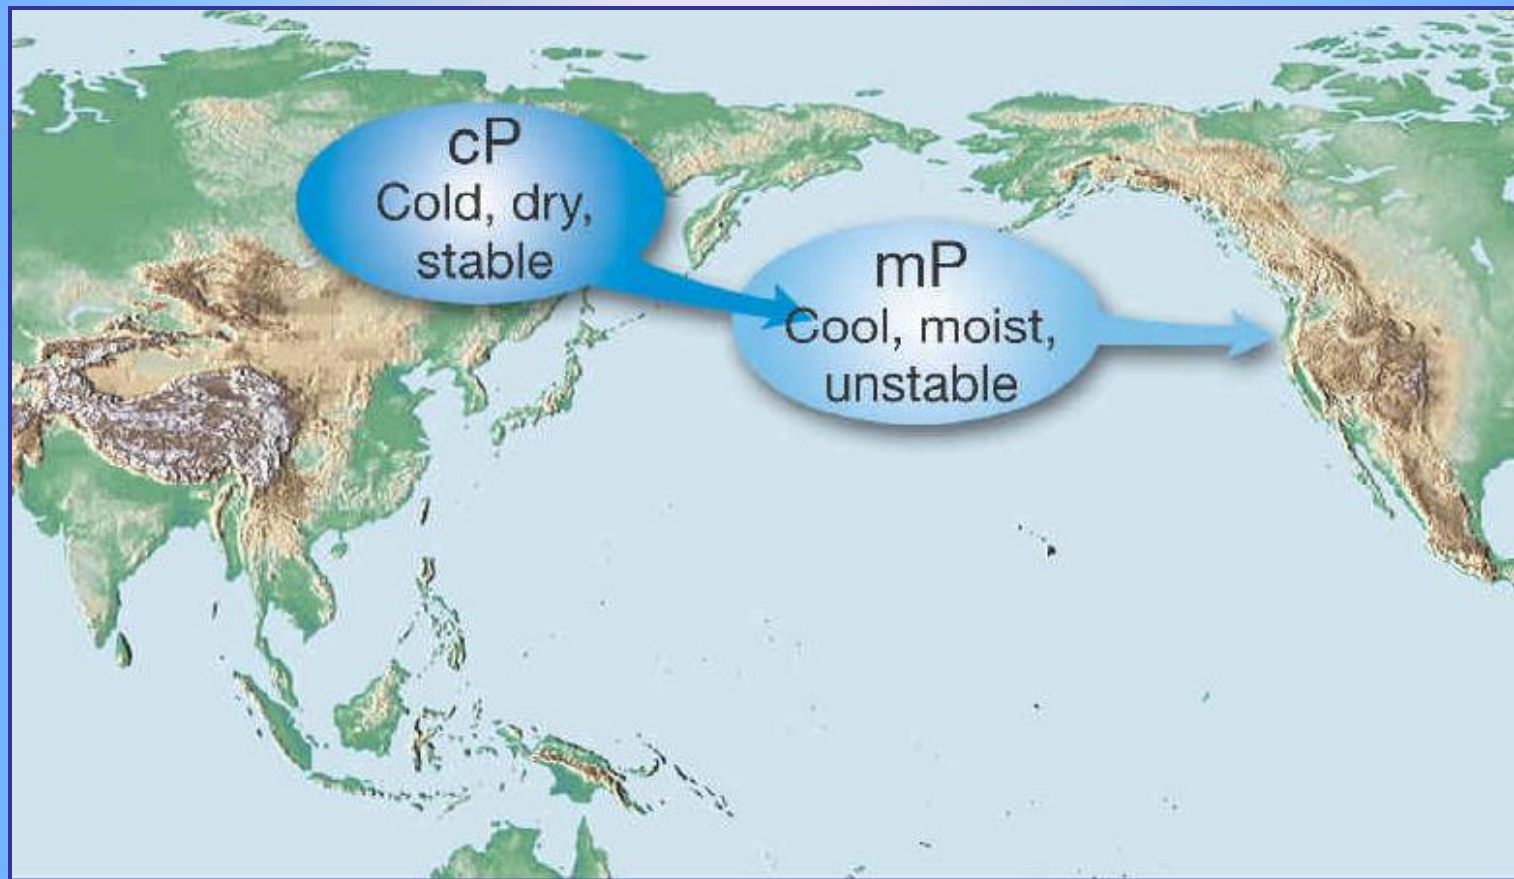 cP
Cold, dry,
stable
mP
Cool, moist,
unstable